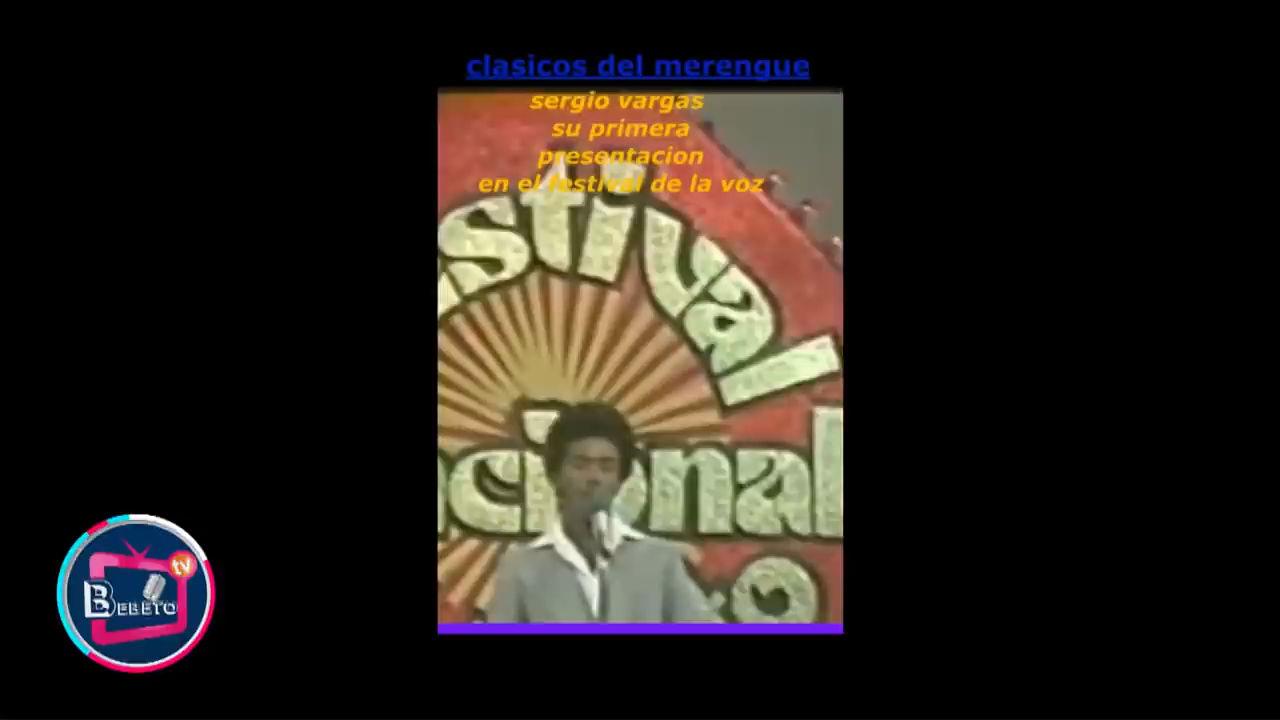 clasicos del merengue
sergio vargas
su primera
presentacion
en el festival de la voz
stival
cional
BEBETO
tv